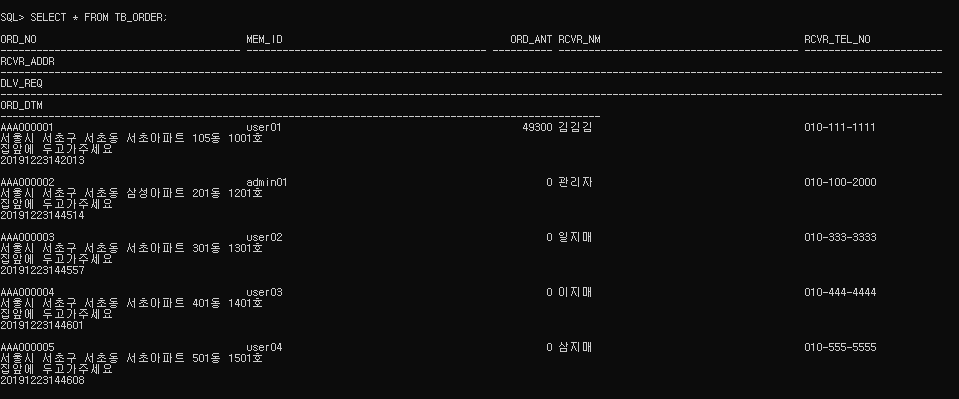 SQL> SELECT * FROM TB_ORDER;
ORD_NO MEM_ID ORD_ANT RCVR_NM RCVR_TEL_NO
RCVR_ADDR
DLV_REQ
ORD_DTM
AAA000001 user01 49300 김김김 010-111-1111
서울시 서초구 서초동 서초아파트 105동 1001호
집앞에 두고가주세요
20191223142013
AAA000002 admin01 0 관리자 010-100-2000
서울시 서초구 서초동 삼성아파트 201동 1201호
집앞에 두고가주세요
20191223144514
AAA000003 user02 0 일지매 010-333-3333
서울시 서초구 서초동 서초아파트 301동 1301호
집앞에 두고가주세요
20191223144557
AAA000004 user03 0 이지매 010-444-4444
서울시 서초구 서초동 서초아파트 401동 1401호
집앞에 두고가주세요
20191223144601
AAA000005 user04 0 삼지매 010-555-5555
서울시 서초구 서초동 서초아파트 501동 1501호
집앞에 두고가주세요
20191223144608